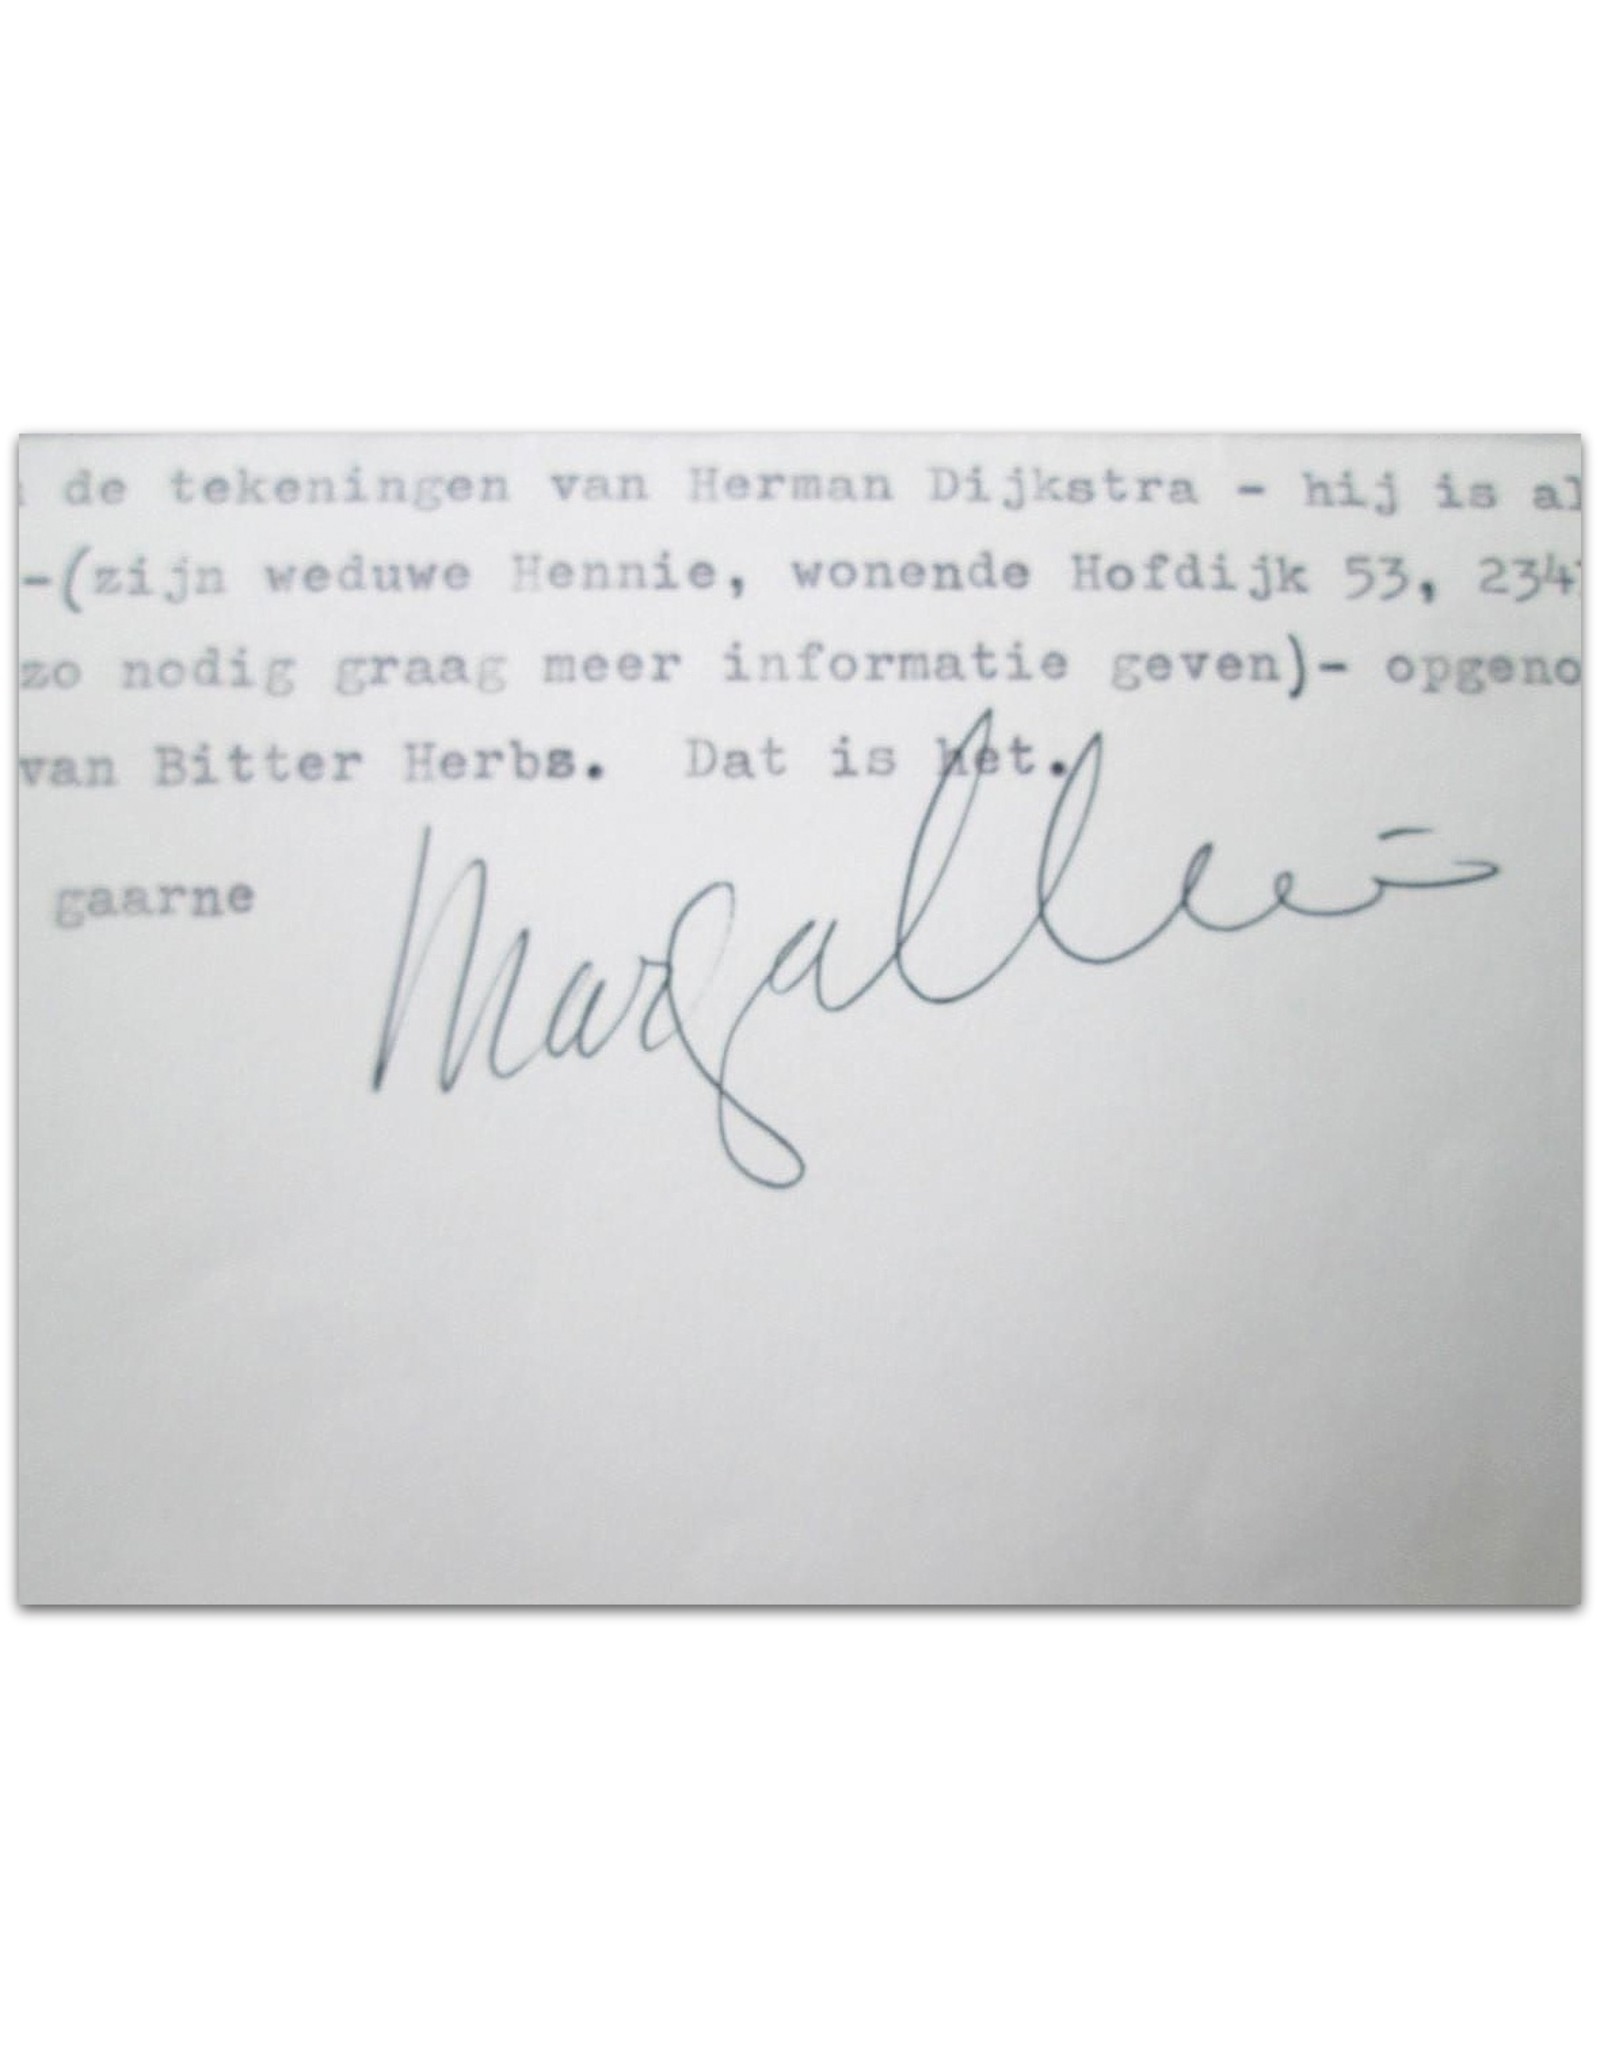 de tekeningen van Herman Dijkstra - hij is al
-(zijn weduwe Hennie, wonende Hofdijk 53, 234
zo nodig graag meer informatie geven)- opgeno
van Bitter Herbs. Dat is het.
gaarne
Marga